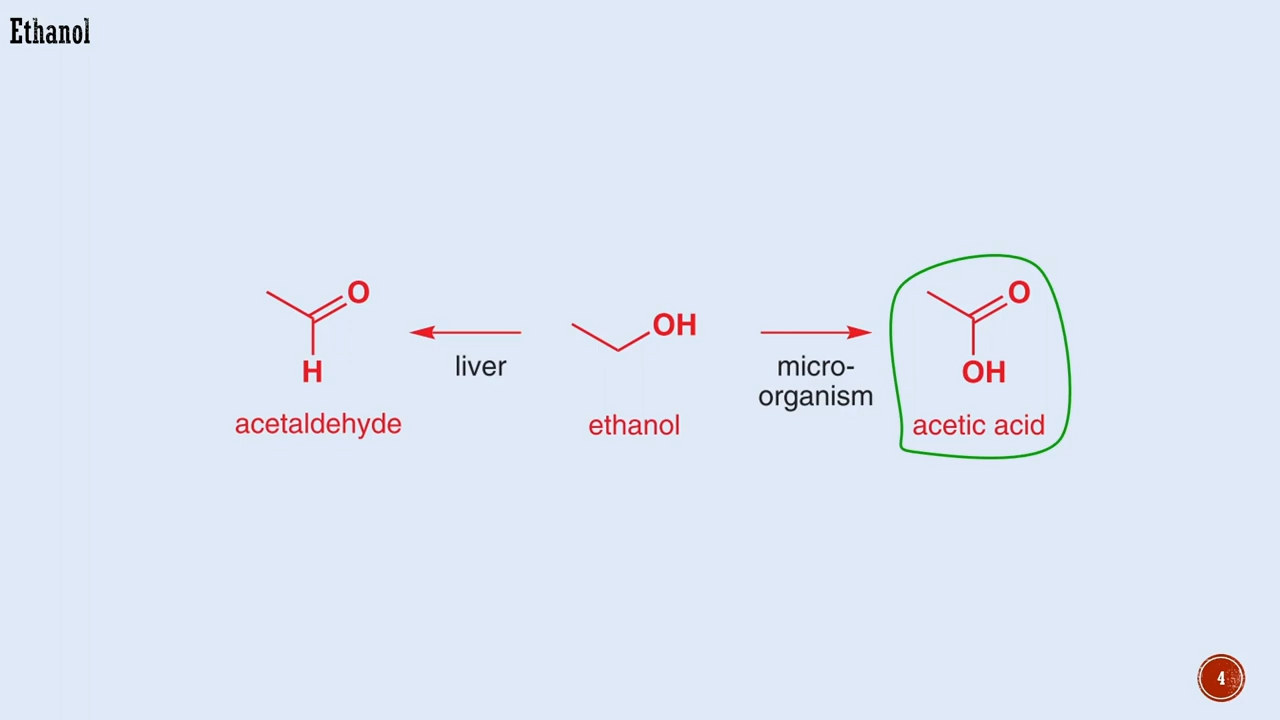 Ethanol
O
H
acetaldehyde
liver
OH
ethanol
micro-
organism
O
OH
acetic acid
4